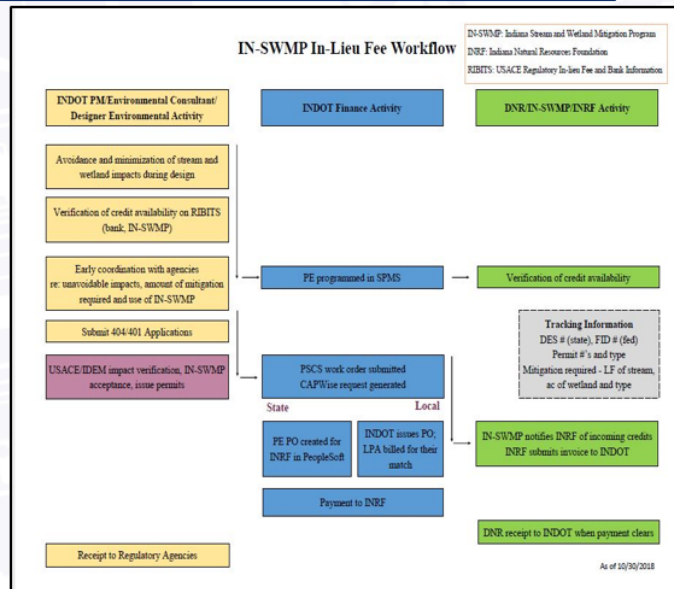 IN-SWMP In-Lieu Fee Workflow
IN-SWMP: Indiana Stream and Wetland Mitigation Program
INRF: Indiana Natural Resources Foundation
RIBITS: USACE Regulatory In-lieu Fee and Bank Information
INDOT PM/Environmental Consultant/
Designer Environmental Activity
INDOT Finance Activity
DNR/IN-SWMP/INRF Activity
Avoidance and minimization of stream and
wetland impacts during design
Verification of credit availability on RIBITS
(bank, IN-SWMP)
Early coordination with agencies
re: unavoidable impacts, amount of mitigation
required and use of IN-SWMP
PE programmed in SPMS
Verification of credit availability
Submit 404/401 Applications
Tracking Information
DES # (state), FID # (fed)
Permit #'s and type
Mitigation required - LF of stream,
ac of wetland and type
USACE/IDEM impact verification, IN-SWMP
acceptance, issue permits
PSCS work order submitted
CAPWise request generated
State
Local
PE PO created for
INRF in PeopleSoft
INDOT issues PO;
LPA billed for their
match
IN-SWMP notifies INRF of incoming credits
INRF submits invoice to INDOT
Payment to INRF
DNR receipt to INDOT when payment clears
Receipt to Regulatory Agencies
As of 10/30/2018